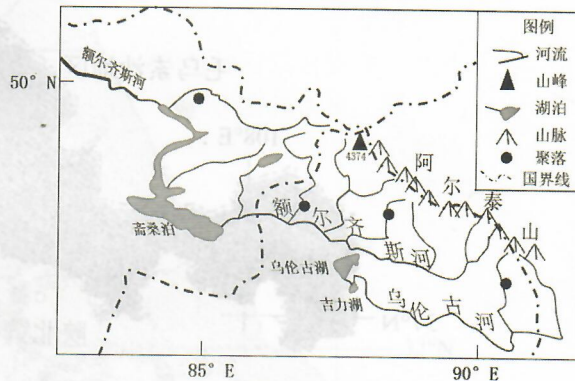 图例
河流
山峰
湖泊
山脉
聚落
国界线
50° N
额尔齐斯河
4374
阿尔泰山
额尔齐斯河
斋桑泊
乌伦古湖
吉力湖
乌伦古河
85° E
90° E